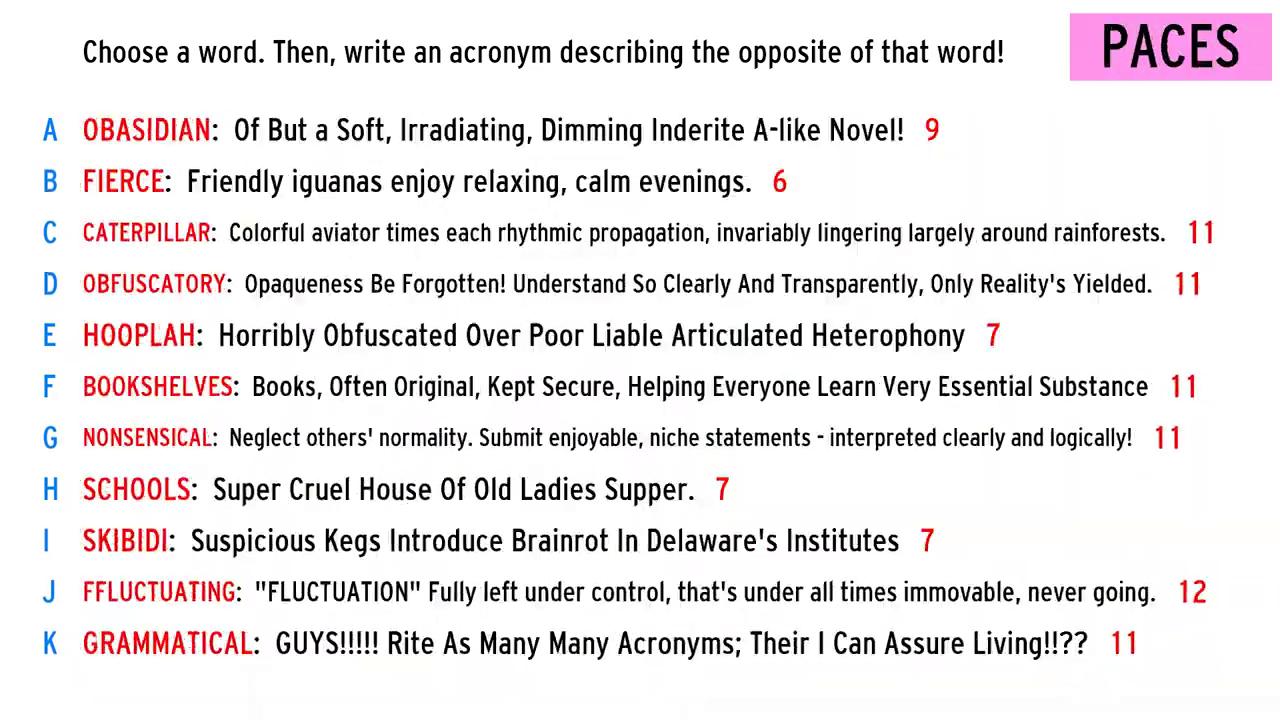 Choose a word. Then, write an acronym describing the opposite of that word!
PACES
A OBASIDIAN: Of But a Soft, Irradiating, Dimming Inderite A-like Novel! 9
B FIERCE: Friendly iguanas enjoy relaxing, calm evenings. 6
C CATERPILLAR: Colorful aviator times each rhythmic propagation, invariably lingering largely around rainforests. 11
D OBFUSCATORY: Opaqueness Be Forgotten! Understand So Clearly And Transparently, Only Reality's Yielded. 11
E HOOPLAH: Horribly Obfuscated Over Poor Liable Articulated Heterophony 7
F BOOKSHELVES: Books, Often Original, Kept Secure, Helping Everyone Learn Very Essential Substance 11
G NONSENSICAL: Neglect others' normality. Submit enjoyable, niche statements - interpreted clearly and logically! 11
H SCHOOLS: Super Cruel House Of Old Ladies Supper. 7
I SKIBIDI: Suspicious Kegs Introduce Brainrot In Delaware's Institutes 7
J FFLUCTUATING: "FLUCTUATION" Fully left under control, that's under all times immovable, never going. 12
K GRAMMATICAL: GUYS!!!!! Rite As Many Many Acronyms; Their I Can Assure Living!!?? 11